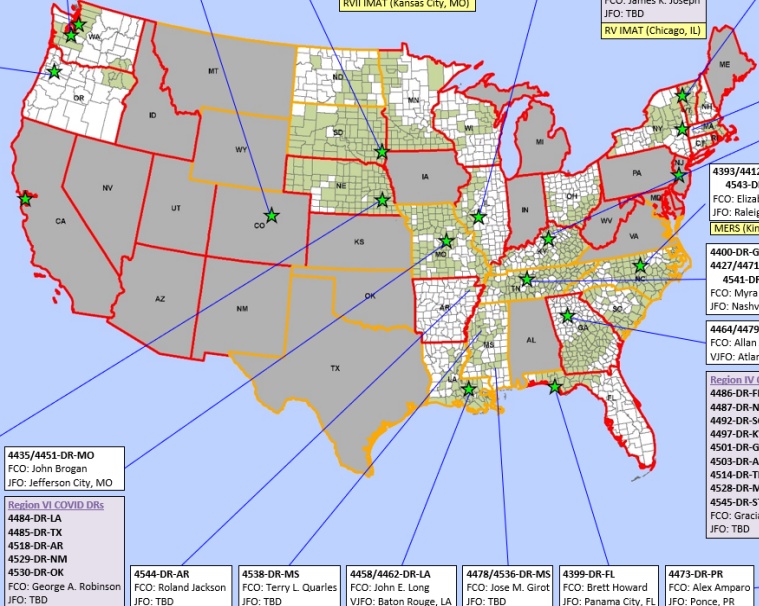 RVII IMAT (Kansas City, MO)
FCO: James K. Joseph
JFO: TBD
RV IMAT (Chicago, IL)
WA
OR
MT
ID
ND
SD
MN
WI
WY
NE
IA
MI
ME
NH
NY
MA
CT
PA
NJ
MD
OH
WV
VA
IN
KY
NC
TN
SC
GA
AL
MS
FL
LA
AR
MO
KS
OK
TX
CO
NM
AZ
UT
NV
CA
4393/4412
4543-D
FCO: Elizab
JFO: Raleig
MERS (Kin
4400-DR-G
4427/4471
4541-DR
FCO: Myra
JFO: Nashv
4464/4479
FCO: Allan
VJFO: Atlan
Region IV C
4486-DR-F
4487-DR-N
4492-DR-S
4497-DR-K
4501-DR-G
4503-DR-A
4514-DR-T
4528-DR-M
4545-DR-S
FCO: Gracia
JFO: TBD
4435/4451-DR-MO
FCO: John Brogan
JFO: Jefferson City, MO
Region VI COVID DRs
4484-DR-LA
4485-DR-TX
4518-DR-AR
4529-DR-NM
4530-DR-OK
FCO: George A. Robinson
JFO: TBD
4544-DR-AR
FCO: Roland Jackson
JFO: TBD
4538-DR-MS
FCO: Terry L. Quarles
JFO: TBD
4458/4462-DR-LA
FCO: John E. Long
VJFO: Baton Rouge, LA
4478/4536-DR-MS
FCO: Jose M. Girot
JFO: TBD
4399-DR-FL
FCO: Brett Howard
JFO: Panama City, FL
4473-DR-PR
FCO: Alex Amparo
JFO: Ponce, PR